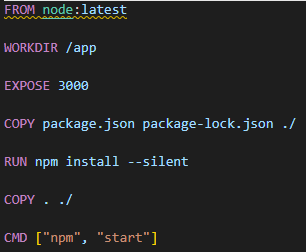 FROM node:latest
WORKDIR /app
EXPOSE 3000
COPY package.json package-lock.json ./
RUN npm install --silent
COPY . ./
CMD ["npm", "start"]